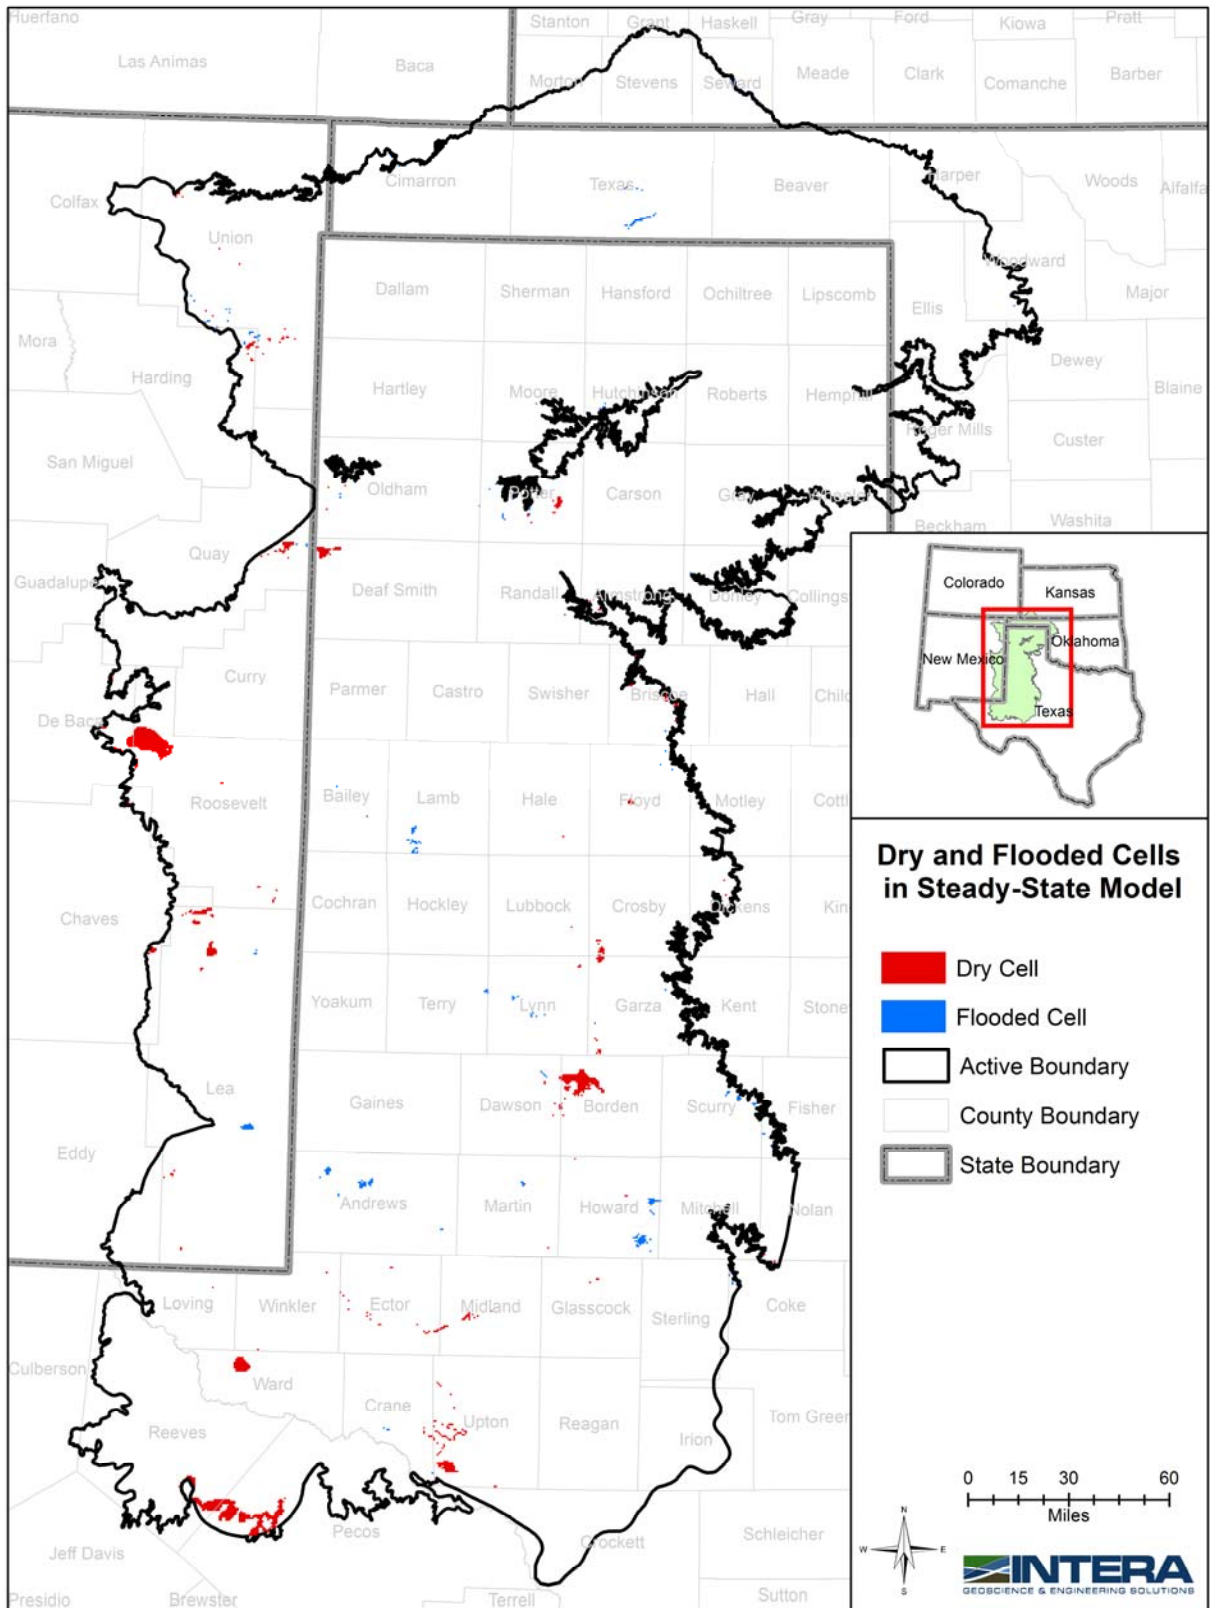 Huerfano
Stanton Grant Haskell Gray Ford Kiowa Pratt
Las Animas Baca
Morton Stevens Seward Meade Clark Comanche Barber
Colfax Cimarron Texas Beaver Harper Woods Alfalfa
Union
Woodward
Dallam Sherman Hansford Ochiltree Lipscomb Ellis Major
Mora
Harding Hartley Moore Hutchinson Roberts Hemphill Dewey Blaine
San Miguel Roger Mills Custer
Oldham Potter Carson Gray Wheeler
Beckham Washita
Quay
Guadalupe Deaf Smith Randall Armstrong Donley Collings
Curry Parmer Castro Swisher Briscoe Hall Child
De Baca
Roosevelt Bailey Lamb Hale Floyd Motley Cottl
Chaves Cochran Hockley Lubbock Crosby Dickens Kin
Yoakum Terry Lynn Garza Kent Stone
Lea Gaines Dawson Borden Scurry Fisher
Eddy
Andrews Martin Howard Mitchell Nolan
Loving Winkler Ector Midland Glasscock Sterling Coke
Culberson Ward
Reeves Crane Upton Reagan Irion Tom Green
Pecos Crockett Schleicher
Jeff Davis
Presidio Brewster Terrell Sutton
Colorado Kansas
New Mexico Oklahoma
Texas
Dry and Flooded Cells
in Steady-State Model
Dry Cell
Flooded Cell
Active Boundary
County Boundary
State Boundary
0 15 30 60
Miles
N
W E
S
INTERA
GEOSCIENCE & ENGINEERING SOLUTIONS